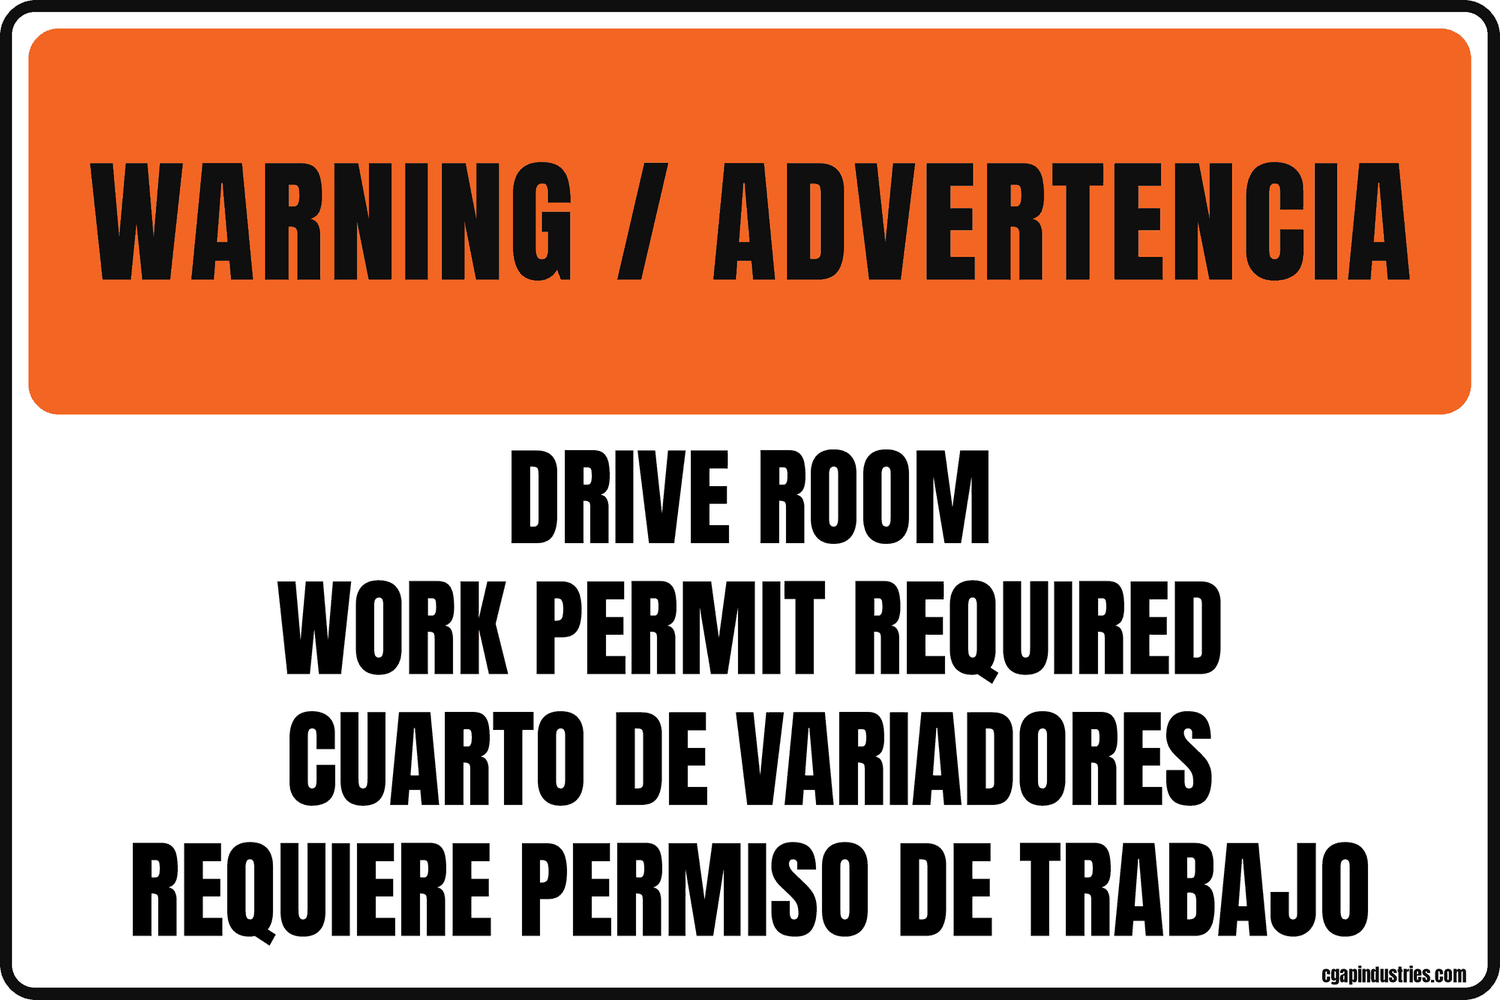 WARNING / ADVERTENCIA
DRIVE ROOM
WORK PERMIT REQUIRED
CUARTO DE VARIADORES
REQUIERE PERMISO DE TRABAJO
cgapindustries.com